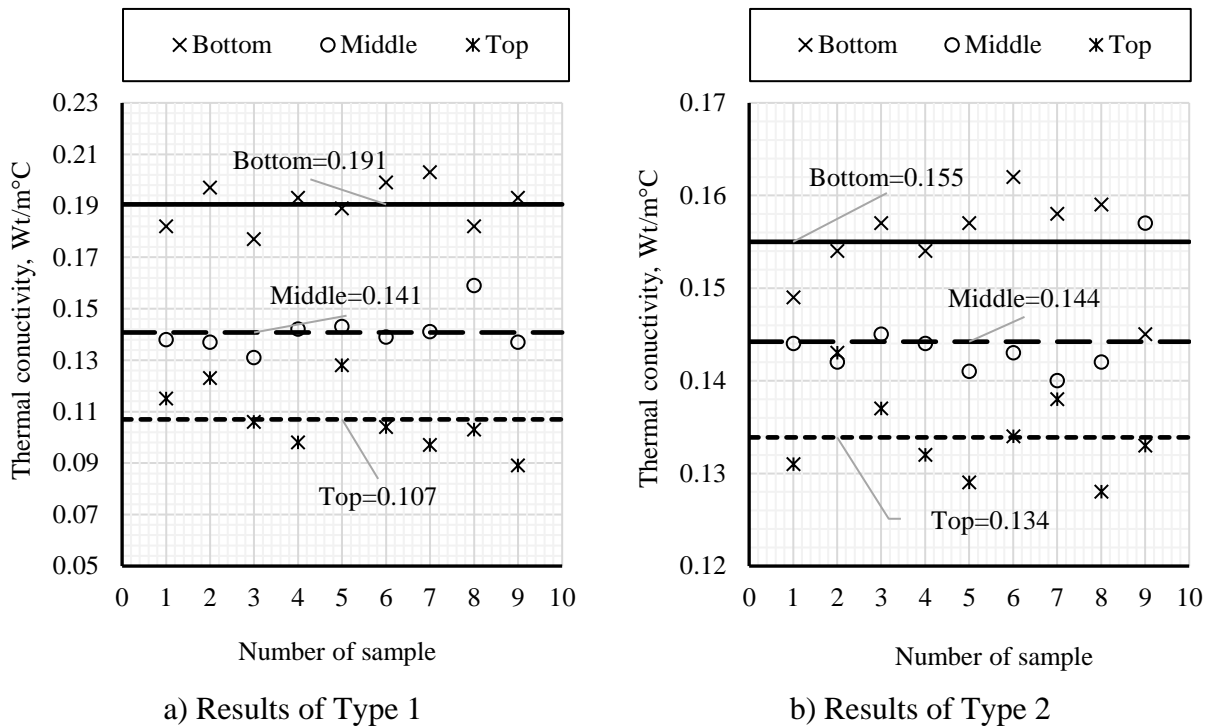 Bottom Middle Top
0.23
0.21
0.19
0.17
0.15
0.13
0.11
0.09
0.07
0.05
Thermal conuctivity, Wt/m°C
Bottom=0.191
Middle=0.141
Top=0.107
0 1 2 3 4 5 6 7 8 9 10
Number of sample
a) Results of Type 1
Bottom Middle Top
0.17
0.16
0.15
0.14
0.13
0.12
Thermal conuctivity, Wt/m°C
Bottom=0.155
Middle=0.144
Top=0.134
0 1 2 3 4 5 6 7 8 9 10
Number of sample
b) Results of Type 2